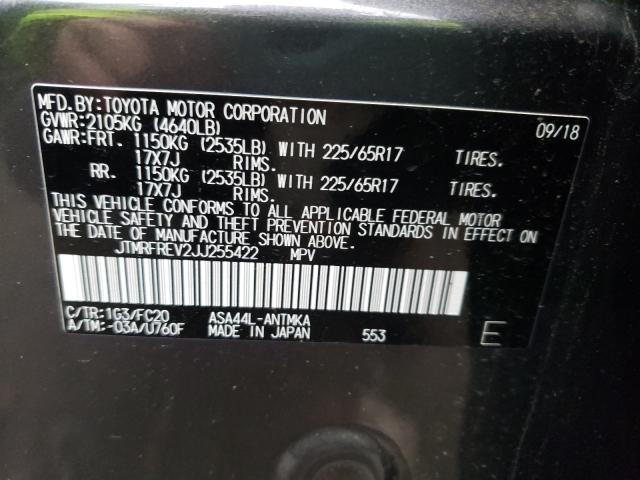 MFD.BY:TOYOTA MOTOR CORPORATION 09/18
GVWR:2105KG (4640LB)
GAWR:FRT. 1150KG (2535LB) WITH 225/65R17 TIRES.
17X7J RIMS.
RR. 1150KG (2535LB) WITH 225/65R17 TIRES.
17X7J RIMS.
THIS VEHICLE CONFORMS TO ALL APPLICABLE FEDERAL MOTOR
VEHICLE SAFETY AND THEFT PREVENTION STANDARDS IN EFFECT ON
THE DATE OF MANUFACTURE SHOWN ABOVE.
JTMRFREV2JJ255422 MPV
C/TR:1G3/FC20 ASA44L-ANTMKA
A/TM:-03A/U760F MADE IN JAPAN 553 E